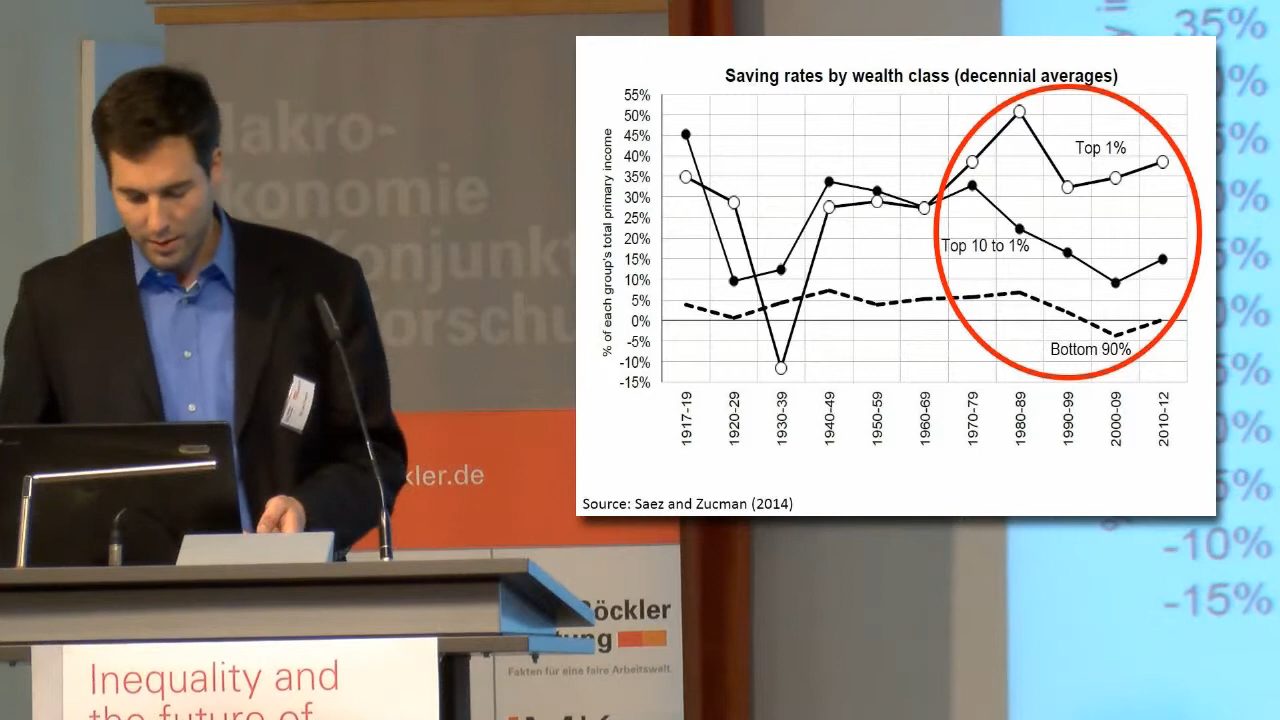 Makro-
konomie
Konjunkt
orschu
kler.de
öckler
tung
Fakten für eine faire Arbeitswelt.
Inequality and
the future of
Saving rates by wealth class (decennial averages)
% of each group's total primary income
55%
50%
45%
40%
35%
30%
25%
20%
15%
10%
5%
0%
-5%
-10%
-15%
Top 1%
Top 10 to 1%
Bottom 90%
1917-19
1920-29
1930-39
1940-49
1950-59
1960-69
1970-79
1980-89
1990-99
2000-09
2010-12
Source: Saez and Zucman (2014)
35%
-10%
-15%